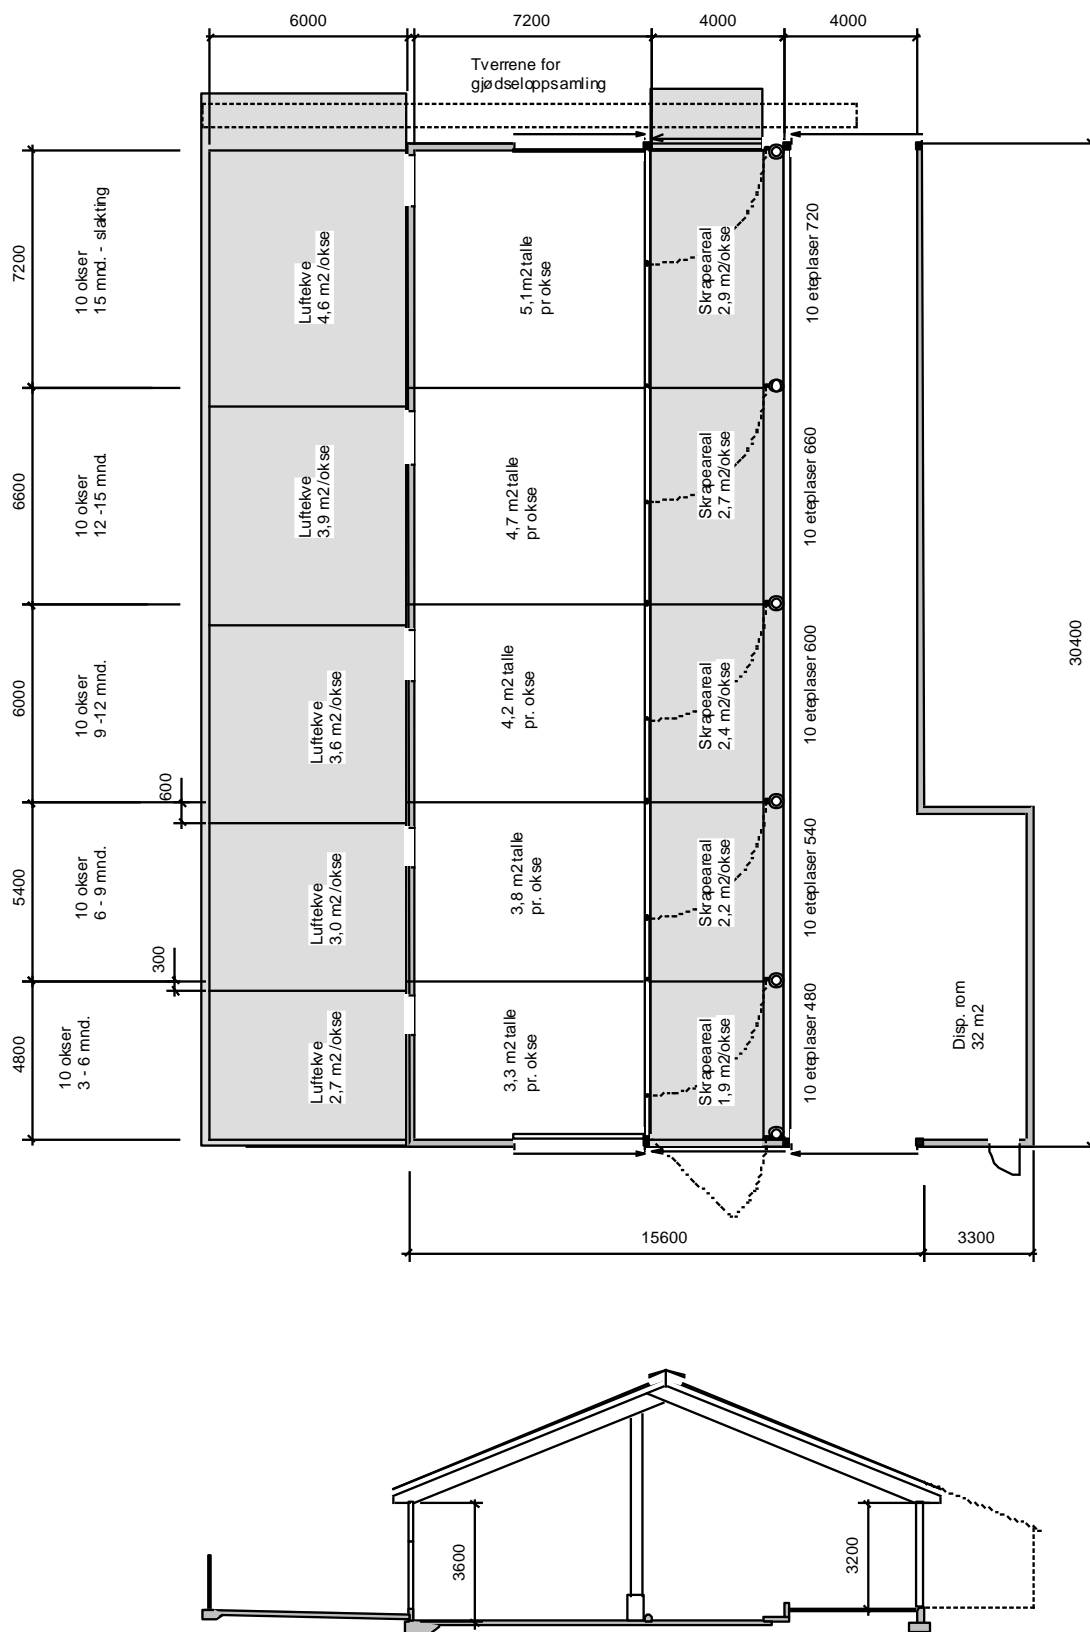 6000
7200
4000
4000
Tverrene for
gjødseloppsamling
7200
10 okser
15 mnd. - slakting
Luftekve
4,6 m2/okse
5,1m2 talle
pr okse
Skrapeareal
2,9 m2/okse
10 eteplaser 720
6600
10 okser
12 -15 mnd.
Luftekve
3,9 m2/okse
4,7 m2 talle
pr okse
Skrapeareal
2,7 m2/okse
10 eteplaser 660
6000
10 okser
9 -12 mnd.
Luftekve
3,6 m2/okse
4,2 m2 talle
pr. okse
Skrapeareal
2,4 m2/okse
10 eteplaser 600
30400
600
5400
10 okser
6 - 9 mnd.
Luftekve
3,0 m2/okse
3,8 m2 talle
pr. okse
Skrapeareal
2,2 m2/okse
10 eteplaser 540
300
4800
10 okser
3 - 6 mnd.
Luftekve
2,7 m2/okse
3,3 m2 talle
pr. okse
Skrapeareal
1,9 m2/okse
10 eteplaser 480
Disp. rom
32 m2
15600
3300
3600
3200